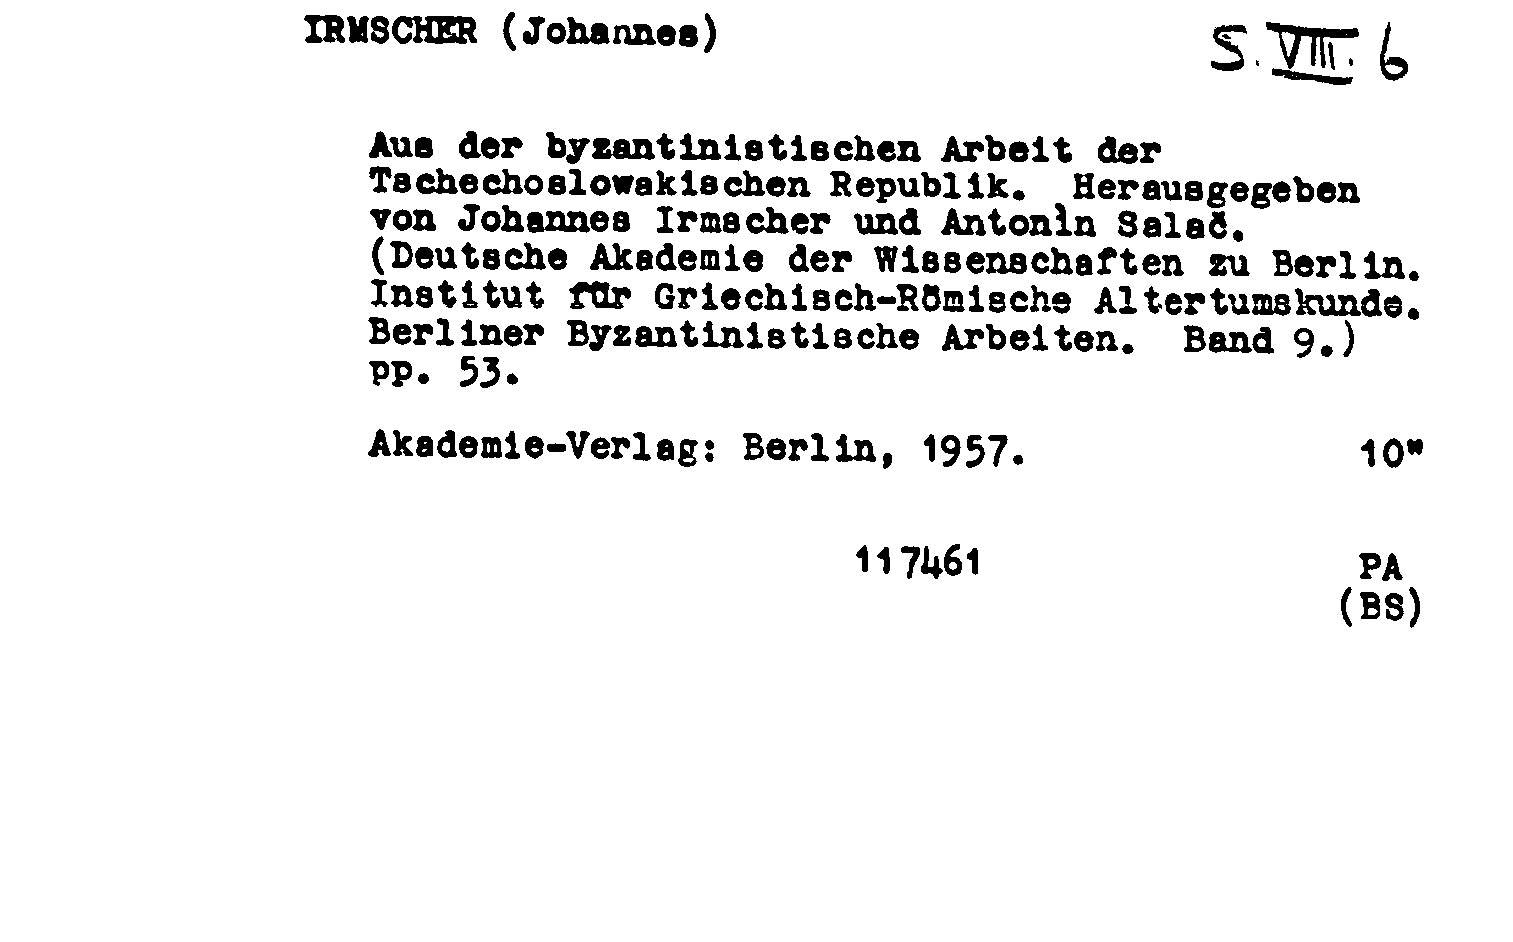 IRMSCHER (Johannes)
S. VIII. 6
Aus der byzantinistischen Arbeit der
Tschechoslowakischen Republik. Herausgegeben
von Johannes Irmscher und Antonìn Salač.
(Deutsche Akademie der Wissenschaften zu Berlin.
Institut für Griechisch-Römische Altertumskunde.
Berliner Byzantinistische Arbeiten. Band 9.)
pp. 53.
Akademie-Verlag: Berlin, 1957. 10"
117461 PA
(BS)